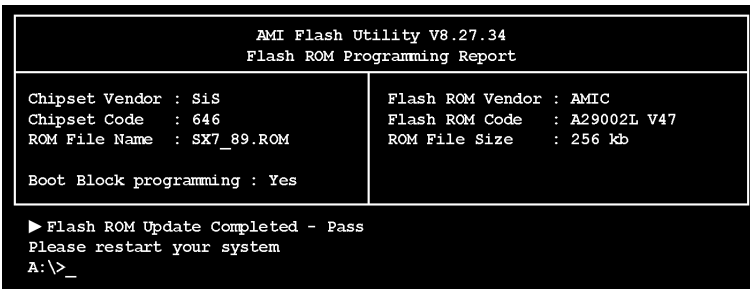 AMI Flash Utility V8.27.34
Flash ROM Programming Report
Chipset Vendor : SiS
Chipset Code : 646
ROM File Name : SX7_89.ROM
Boot Block programming : Yes
Flash ROM Vendor : AMIC
Flash ROM Code : A29002L V47
ROM File Size : 256 kb
▶Flash ROM Update Completed - Pass
Please restart your system
A:\>_